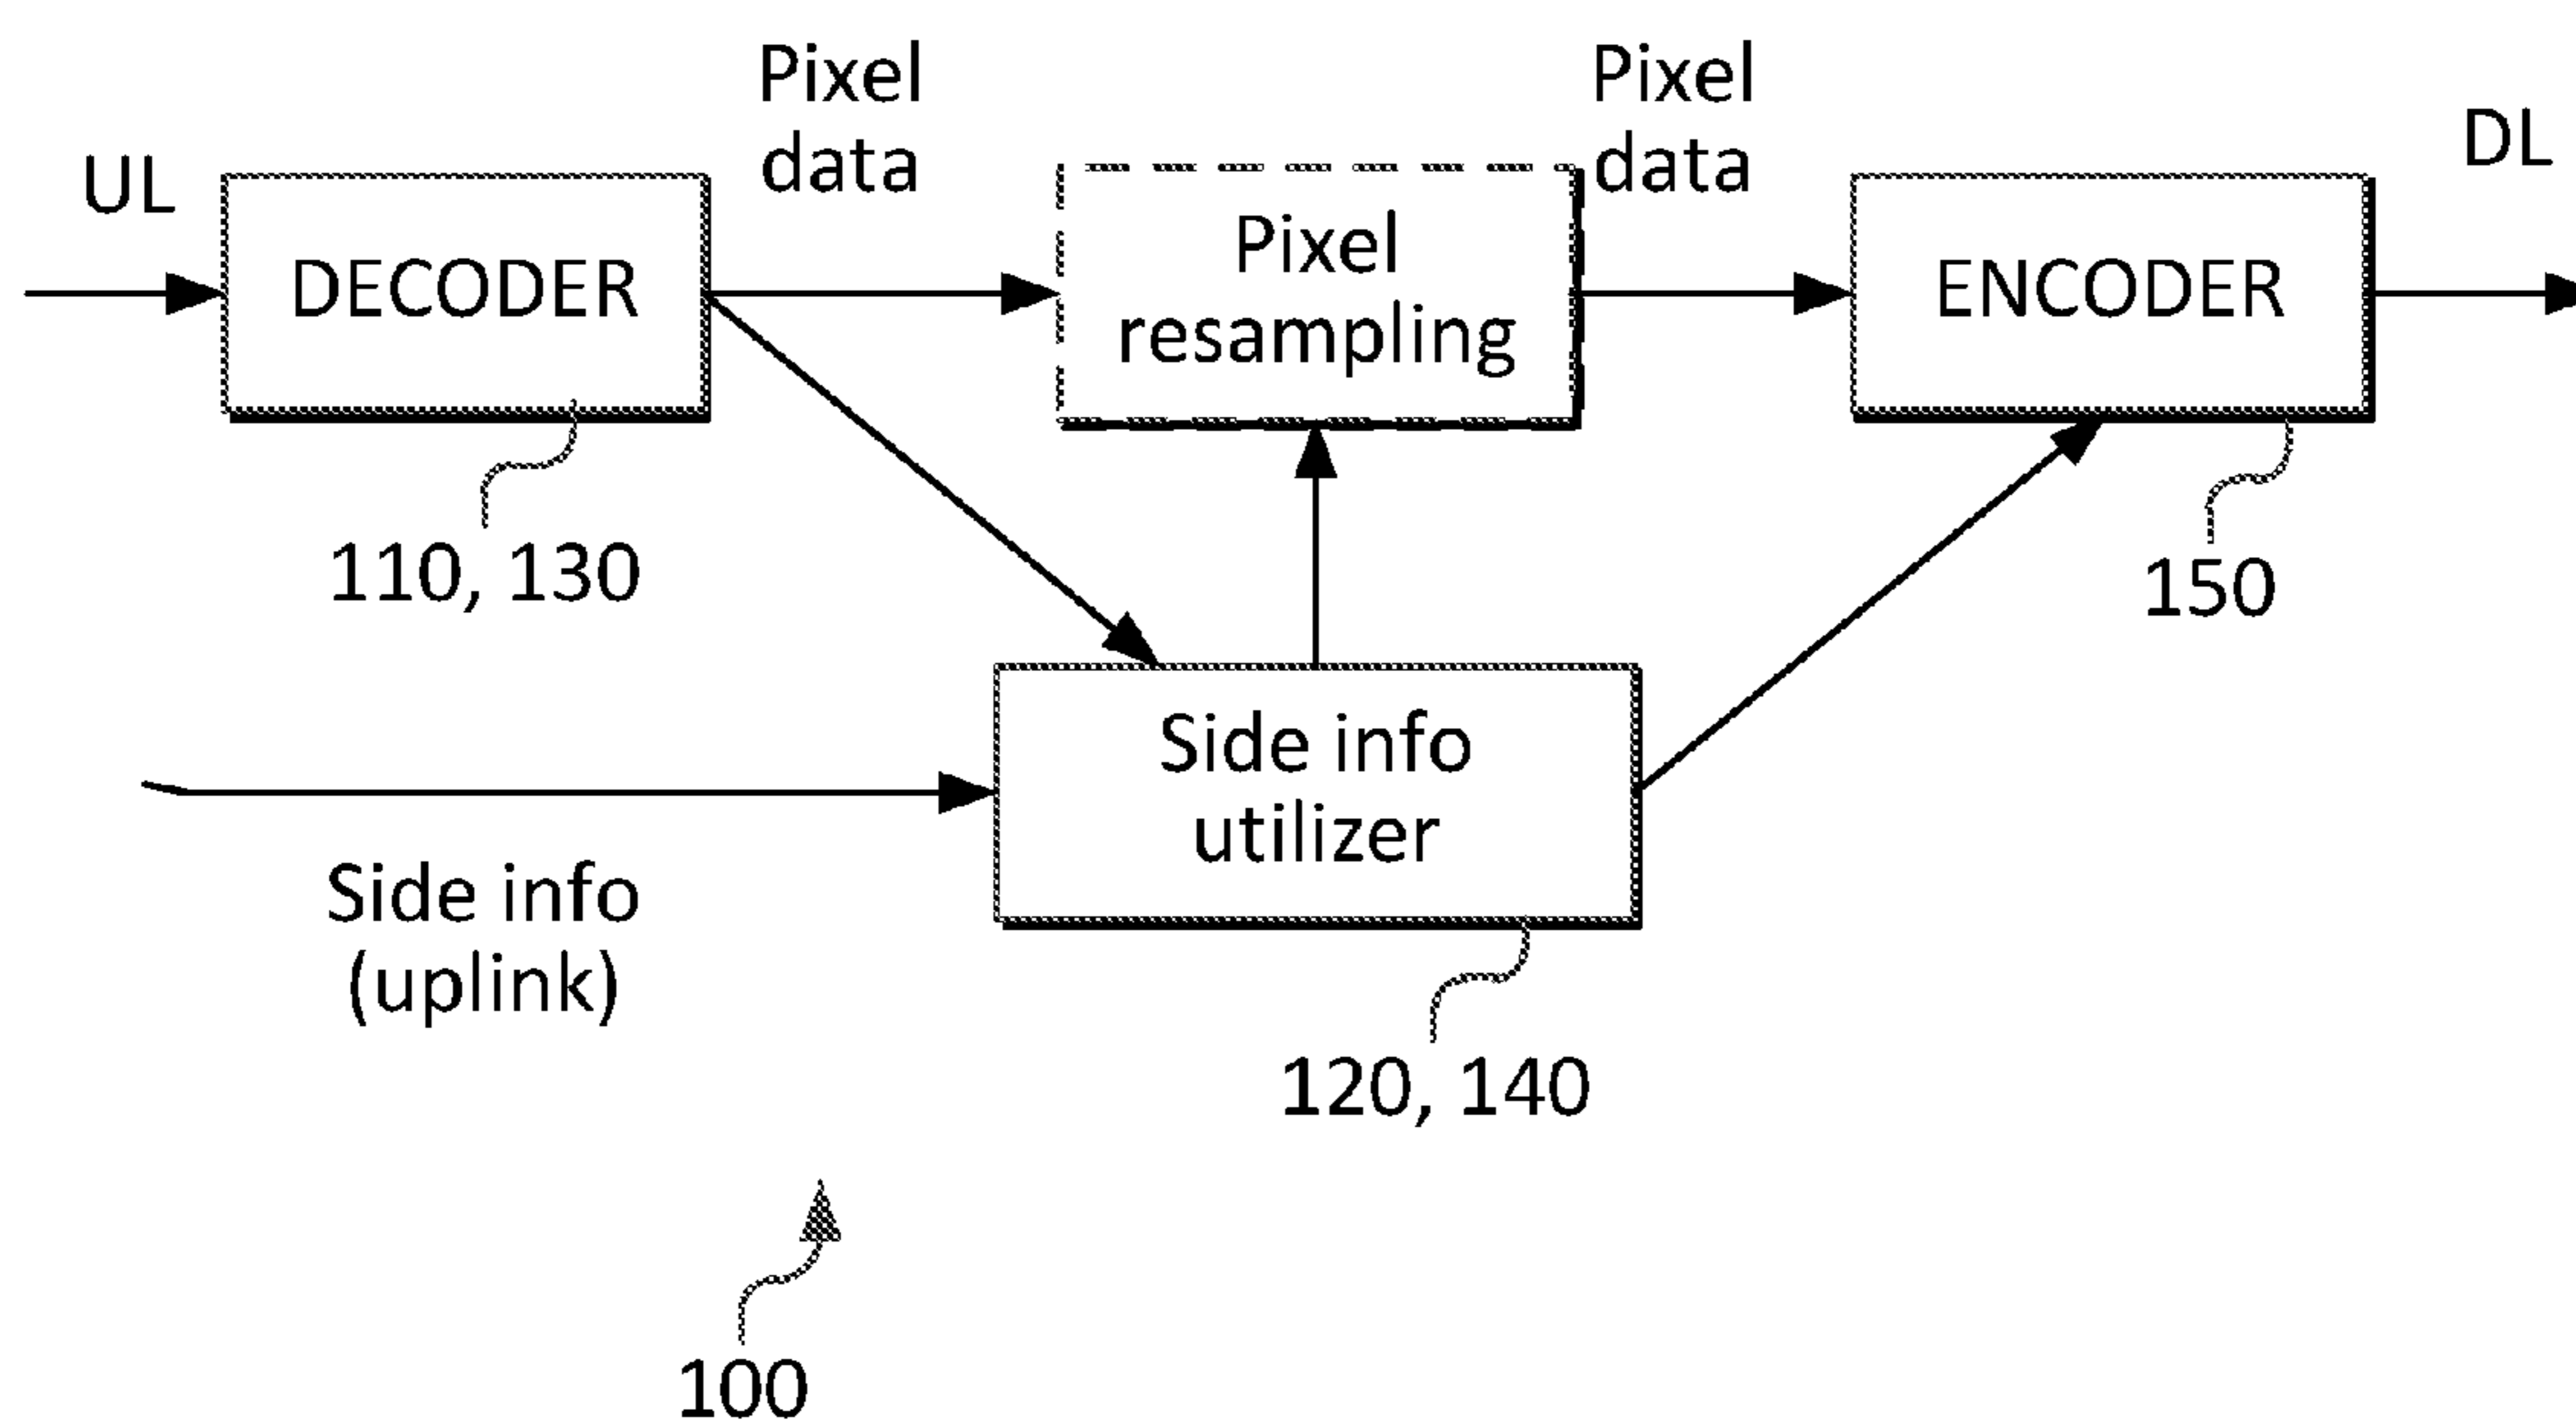 UL
DECODER
110, 130
Pixel
data
Pixel
resampling
Pixel
data
ENCODER
150
DL
Side info
(uplink)
Side info
utilizer
120, 140
100